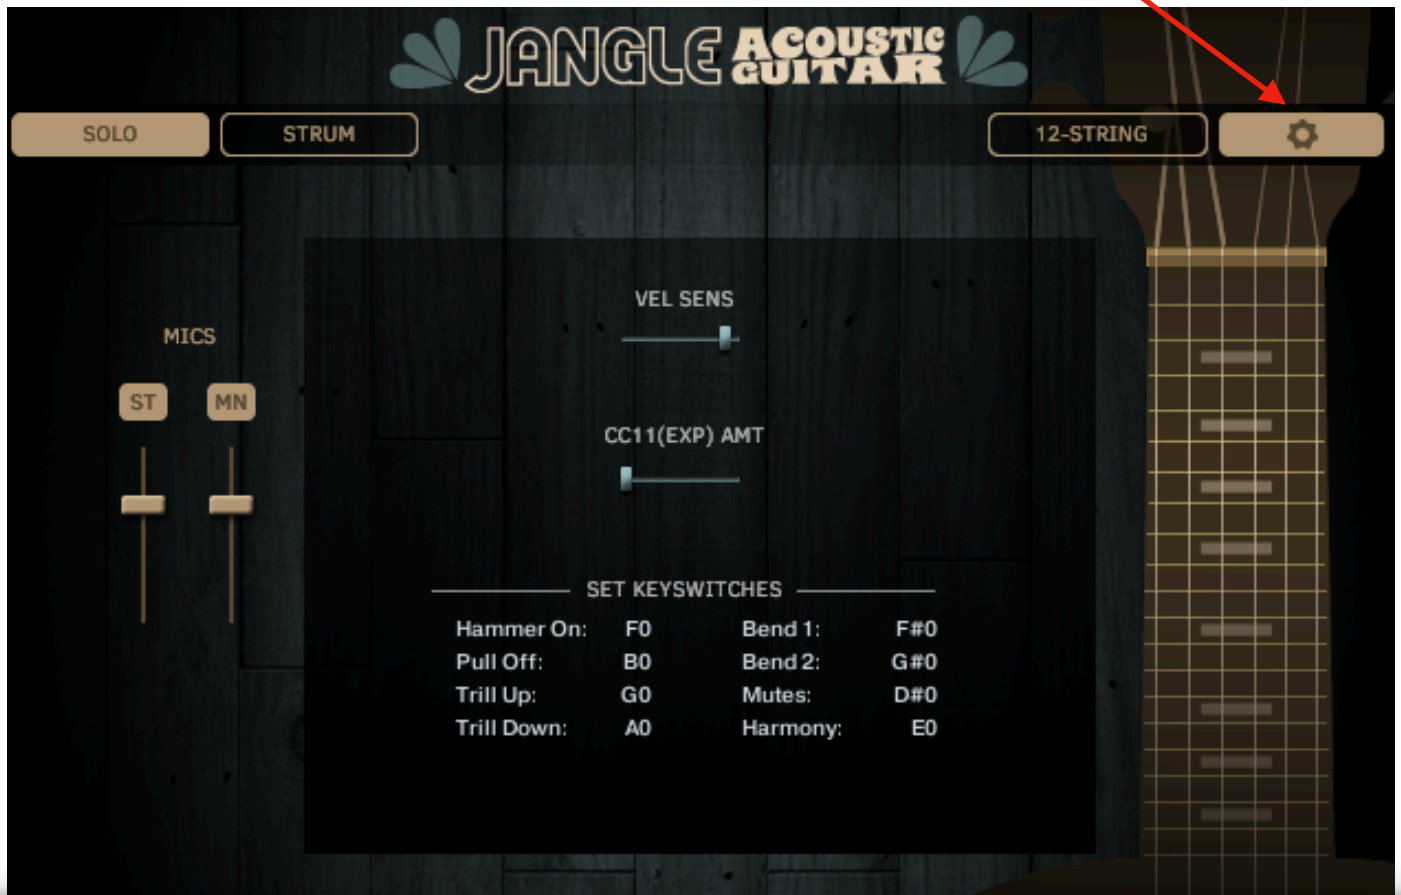 JANGLE ACOUSTIC GUITAR
SOLO STRUM 12-STRING
VEL SENS
MICS
ST MN
CC11(EXP) AMT
SET KEYSWITCHES
Hammer On: F0 Bend 1: F#0
Pull Off: B0 Bend 2: G#0
Trill Up: G0 Mutes: D#0
Trill Down: A0 Harmony: E0